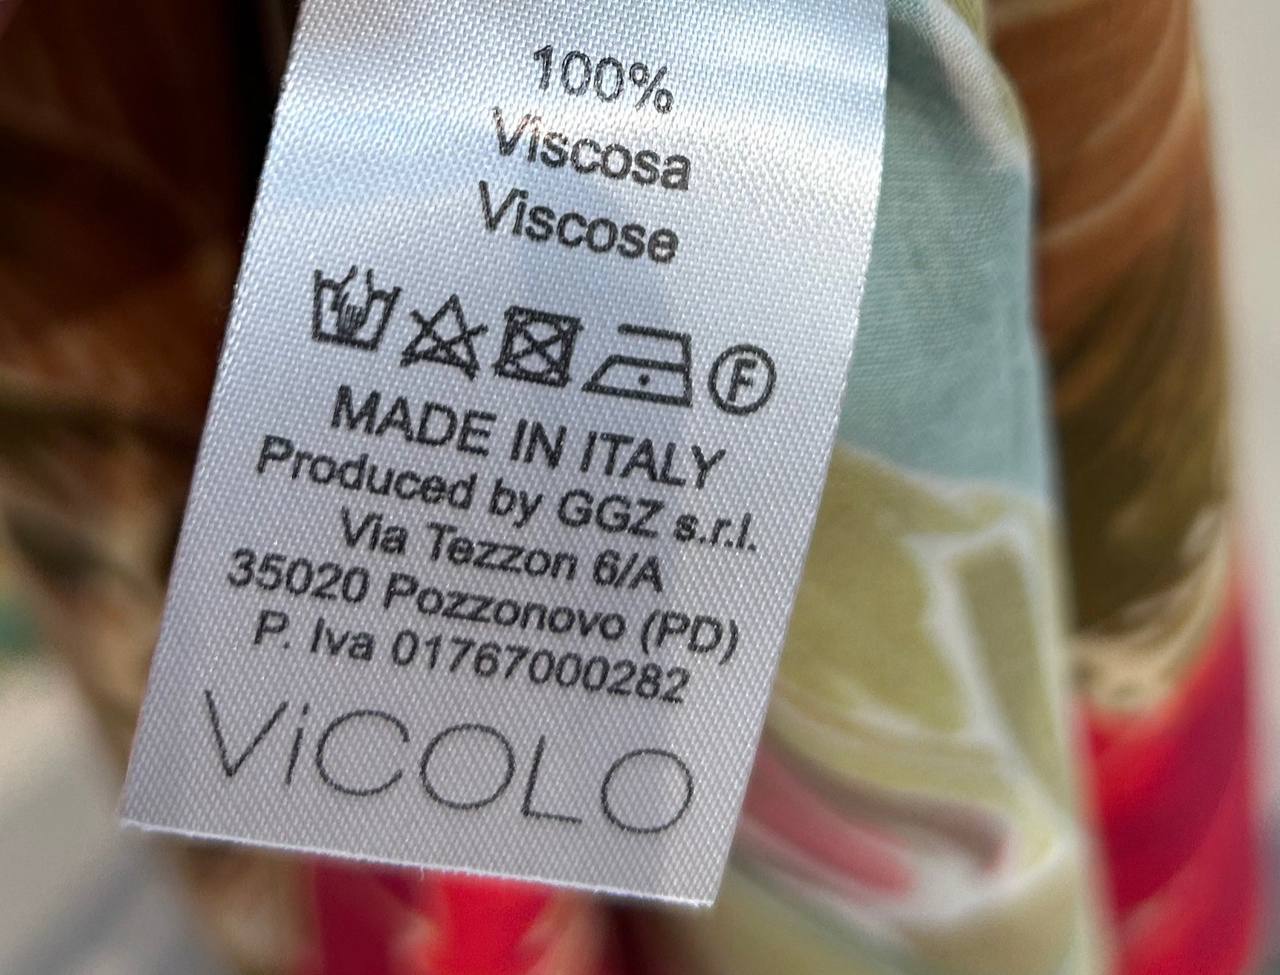 100%
Viscosa
Viscose
F
MADE IN ITALY
Produced by GGZ s.r.l.
Via Tezzon 6/A
35020 Pozzonovo (PD)
P. Iva 01767000282
ViCOLO